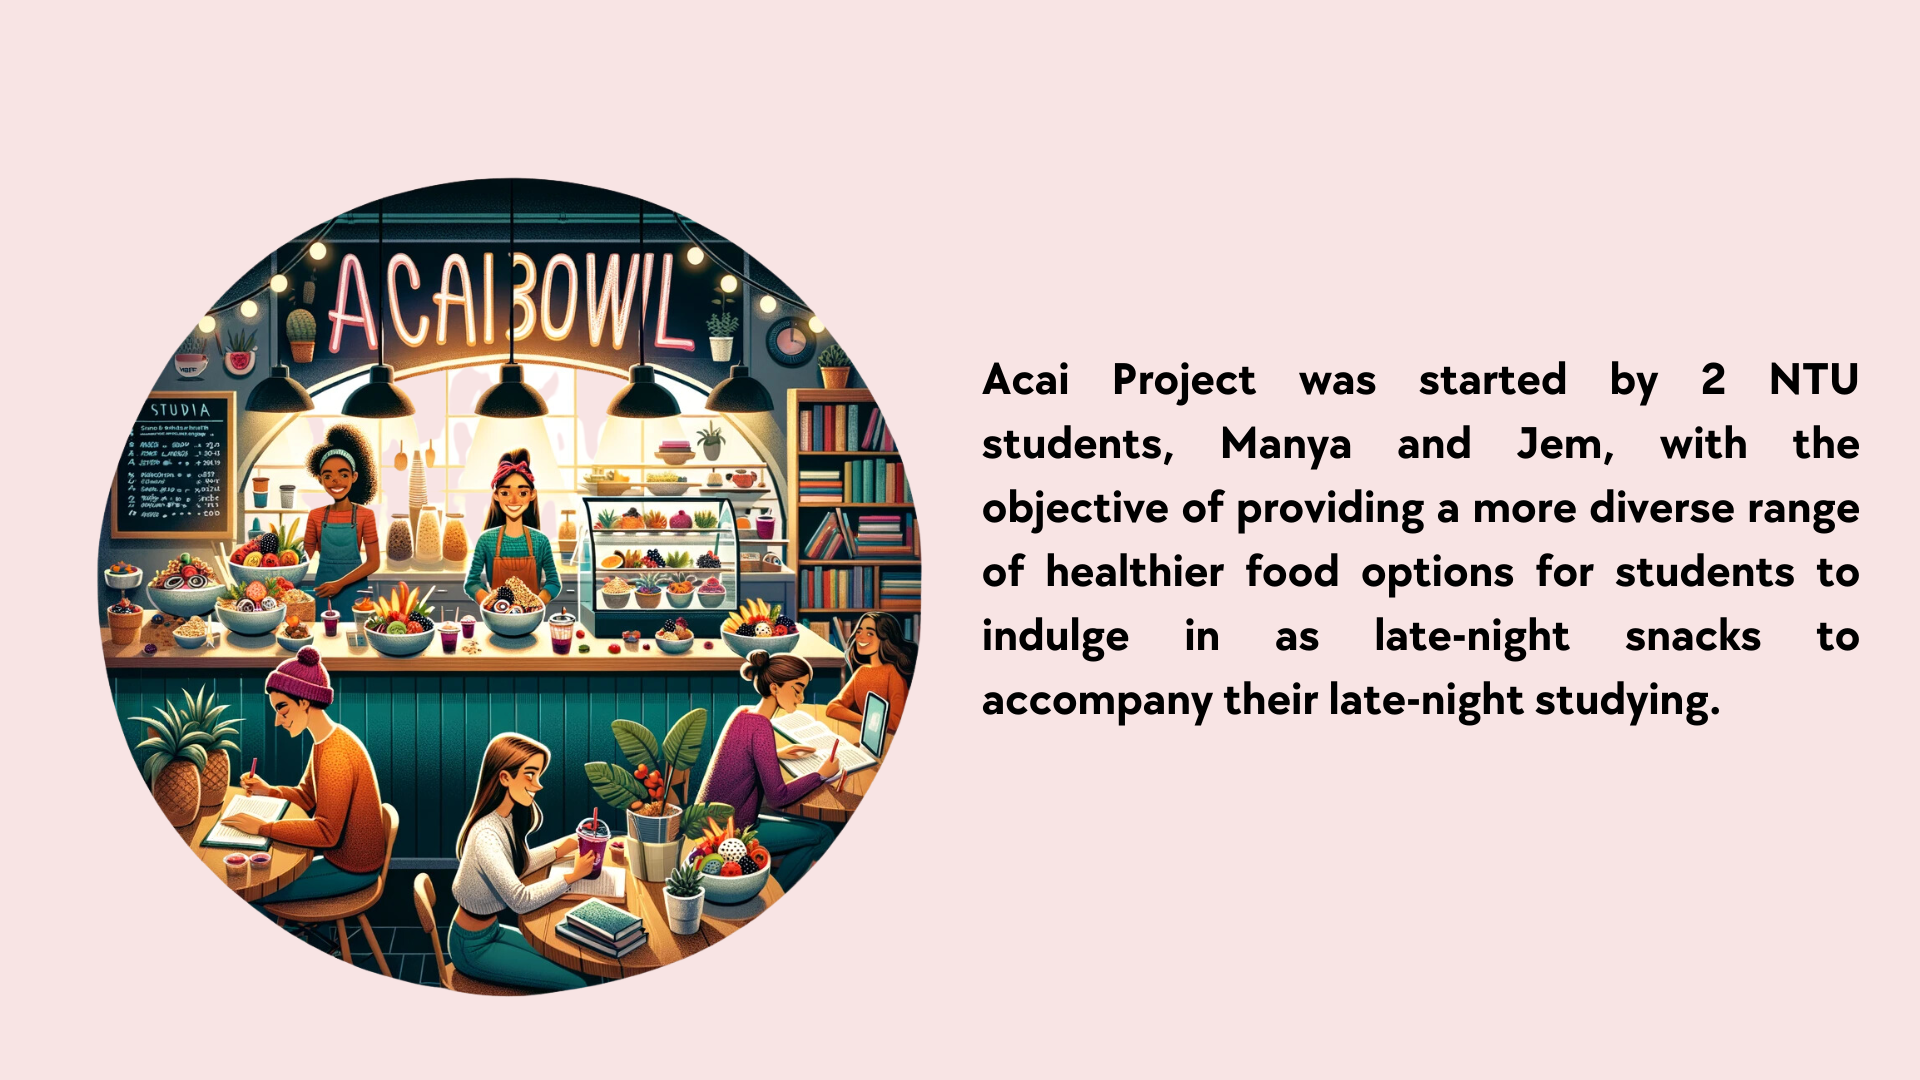 ACAIBOWL
STUDIA
Acai Project was started by 2 NTU
students, Manya and Jem, with the
objective of providing a more diverse range
of healthier food options for students to
indulge in as late-night snacks to
accompany their late-night studying.